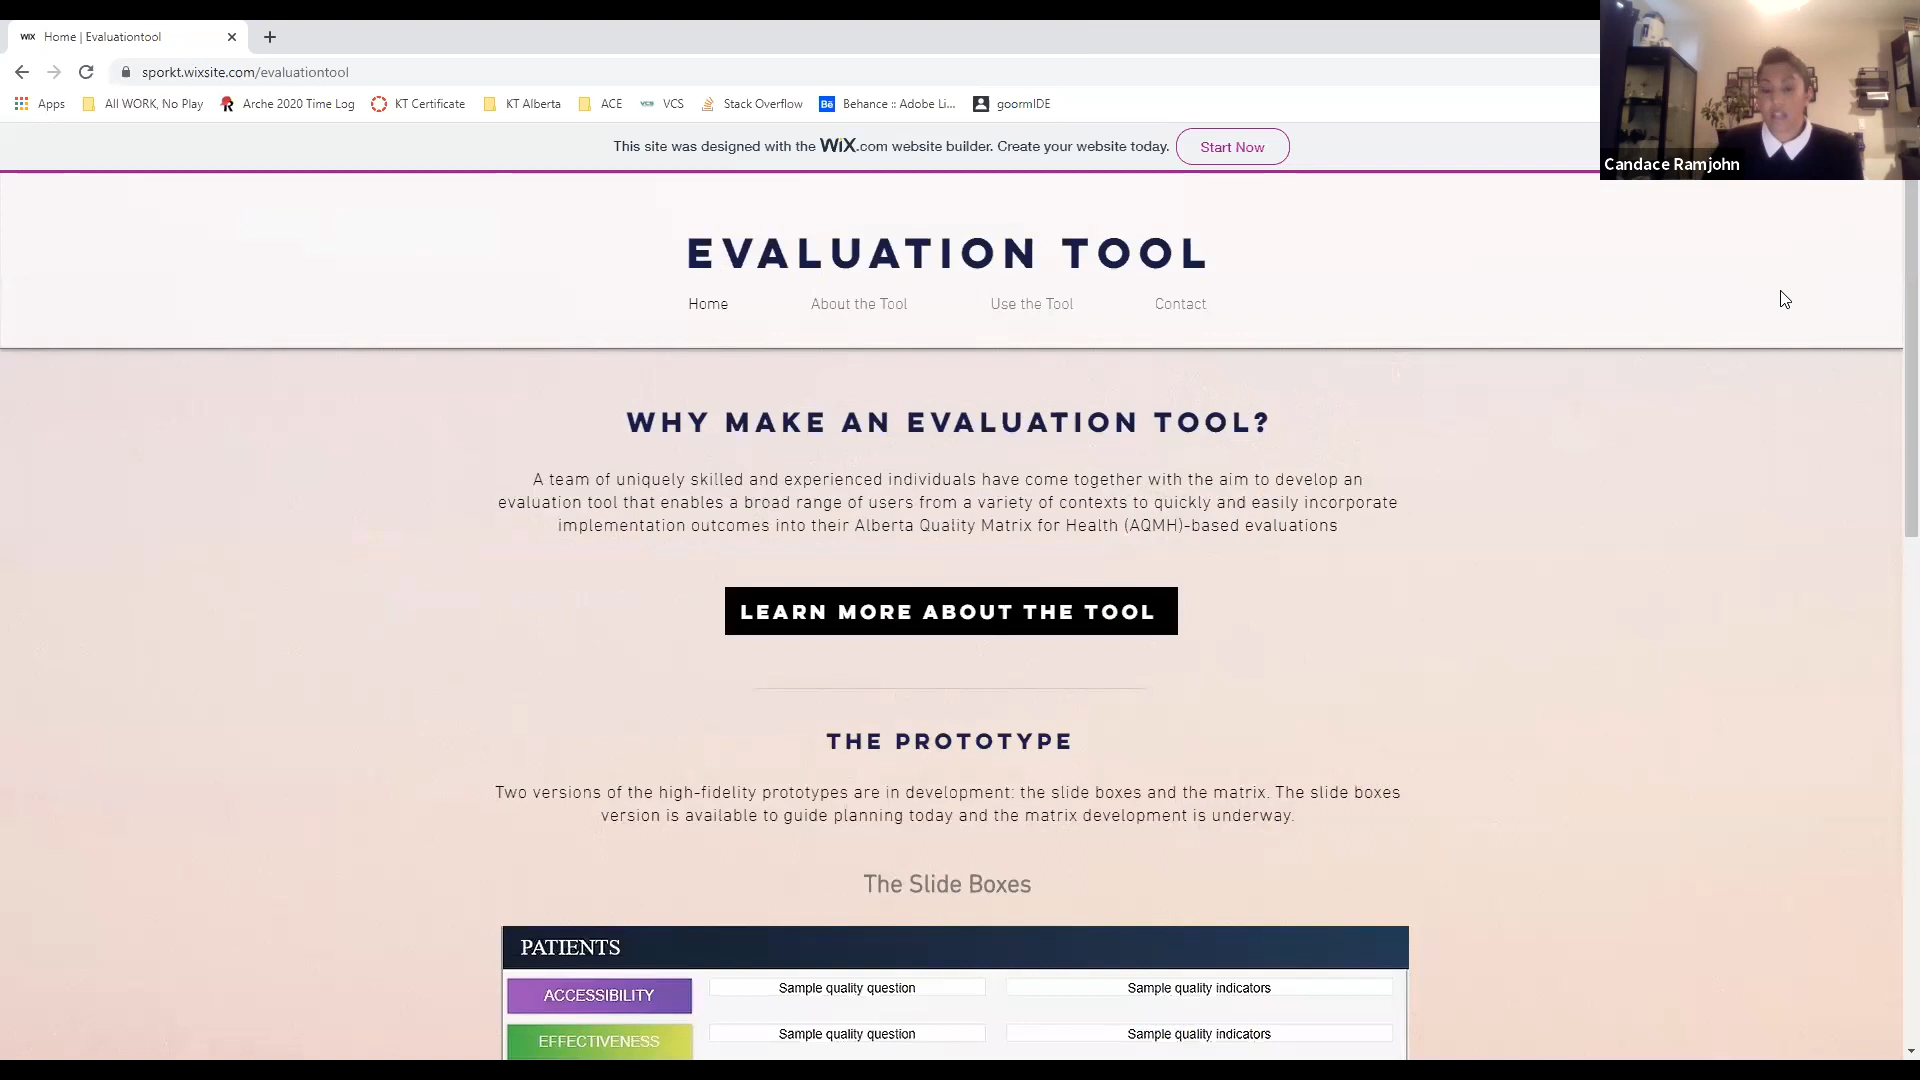 WiX Home | Evaluationtool
sporkt.wixsite.com/evaluationtool
Apps All WORK, No Play Arche 2020 Time Log KT Certificate KT Alberta ACE VCS VCS Stack Overflow Bē Behance :: Adobe Li... goormIDE
This site was designed with the WiX.com website builder. Create your website today. Start Now
Candace Ramjohn
EVALUATION TOOL
Home About the Tool Use the Tool Contact
WHY MAKE AN EVALUATION TOOL?
A team of uniquely skilled and experienced individuals have come together with the aim to develop an
evaluation tool that enables a broad range of users from a variety of contexts to quickly and easily incorporate
implementation outcomes into their Alberta Quality Matrix for Health (AQMH)-based evaluations
LEARN MORE ABOUT THE TOOL
THE PROTOTYPE
Two versions of the high-fidelity prototypes are in development: the slide boxes and the matrix. The slide boxes
version is available to guide planning today and the matrix development is underway.
The Slide Boxes
PATIENTS
ACCESSIBILITY Sample quality question Sample quality indicators
EFFECTIVENESS Sample quality question Sample quality indicators